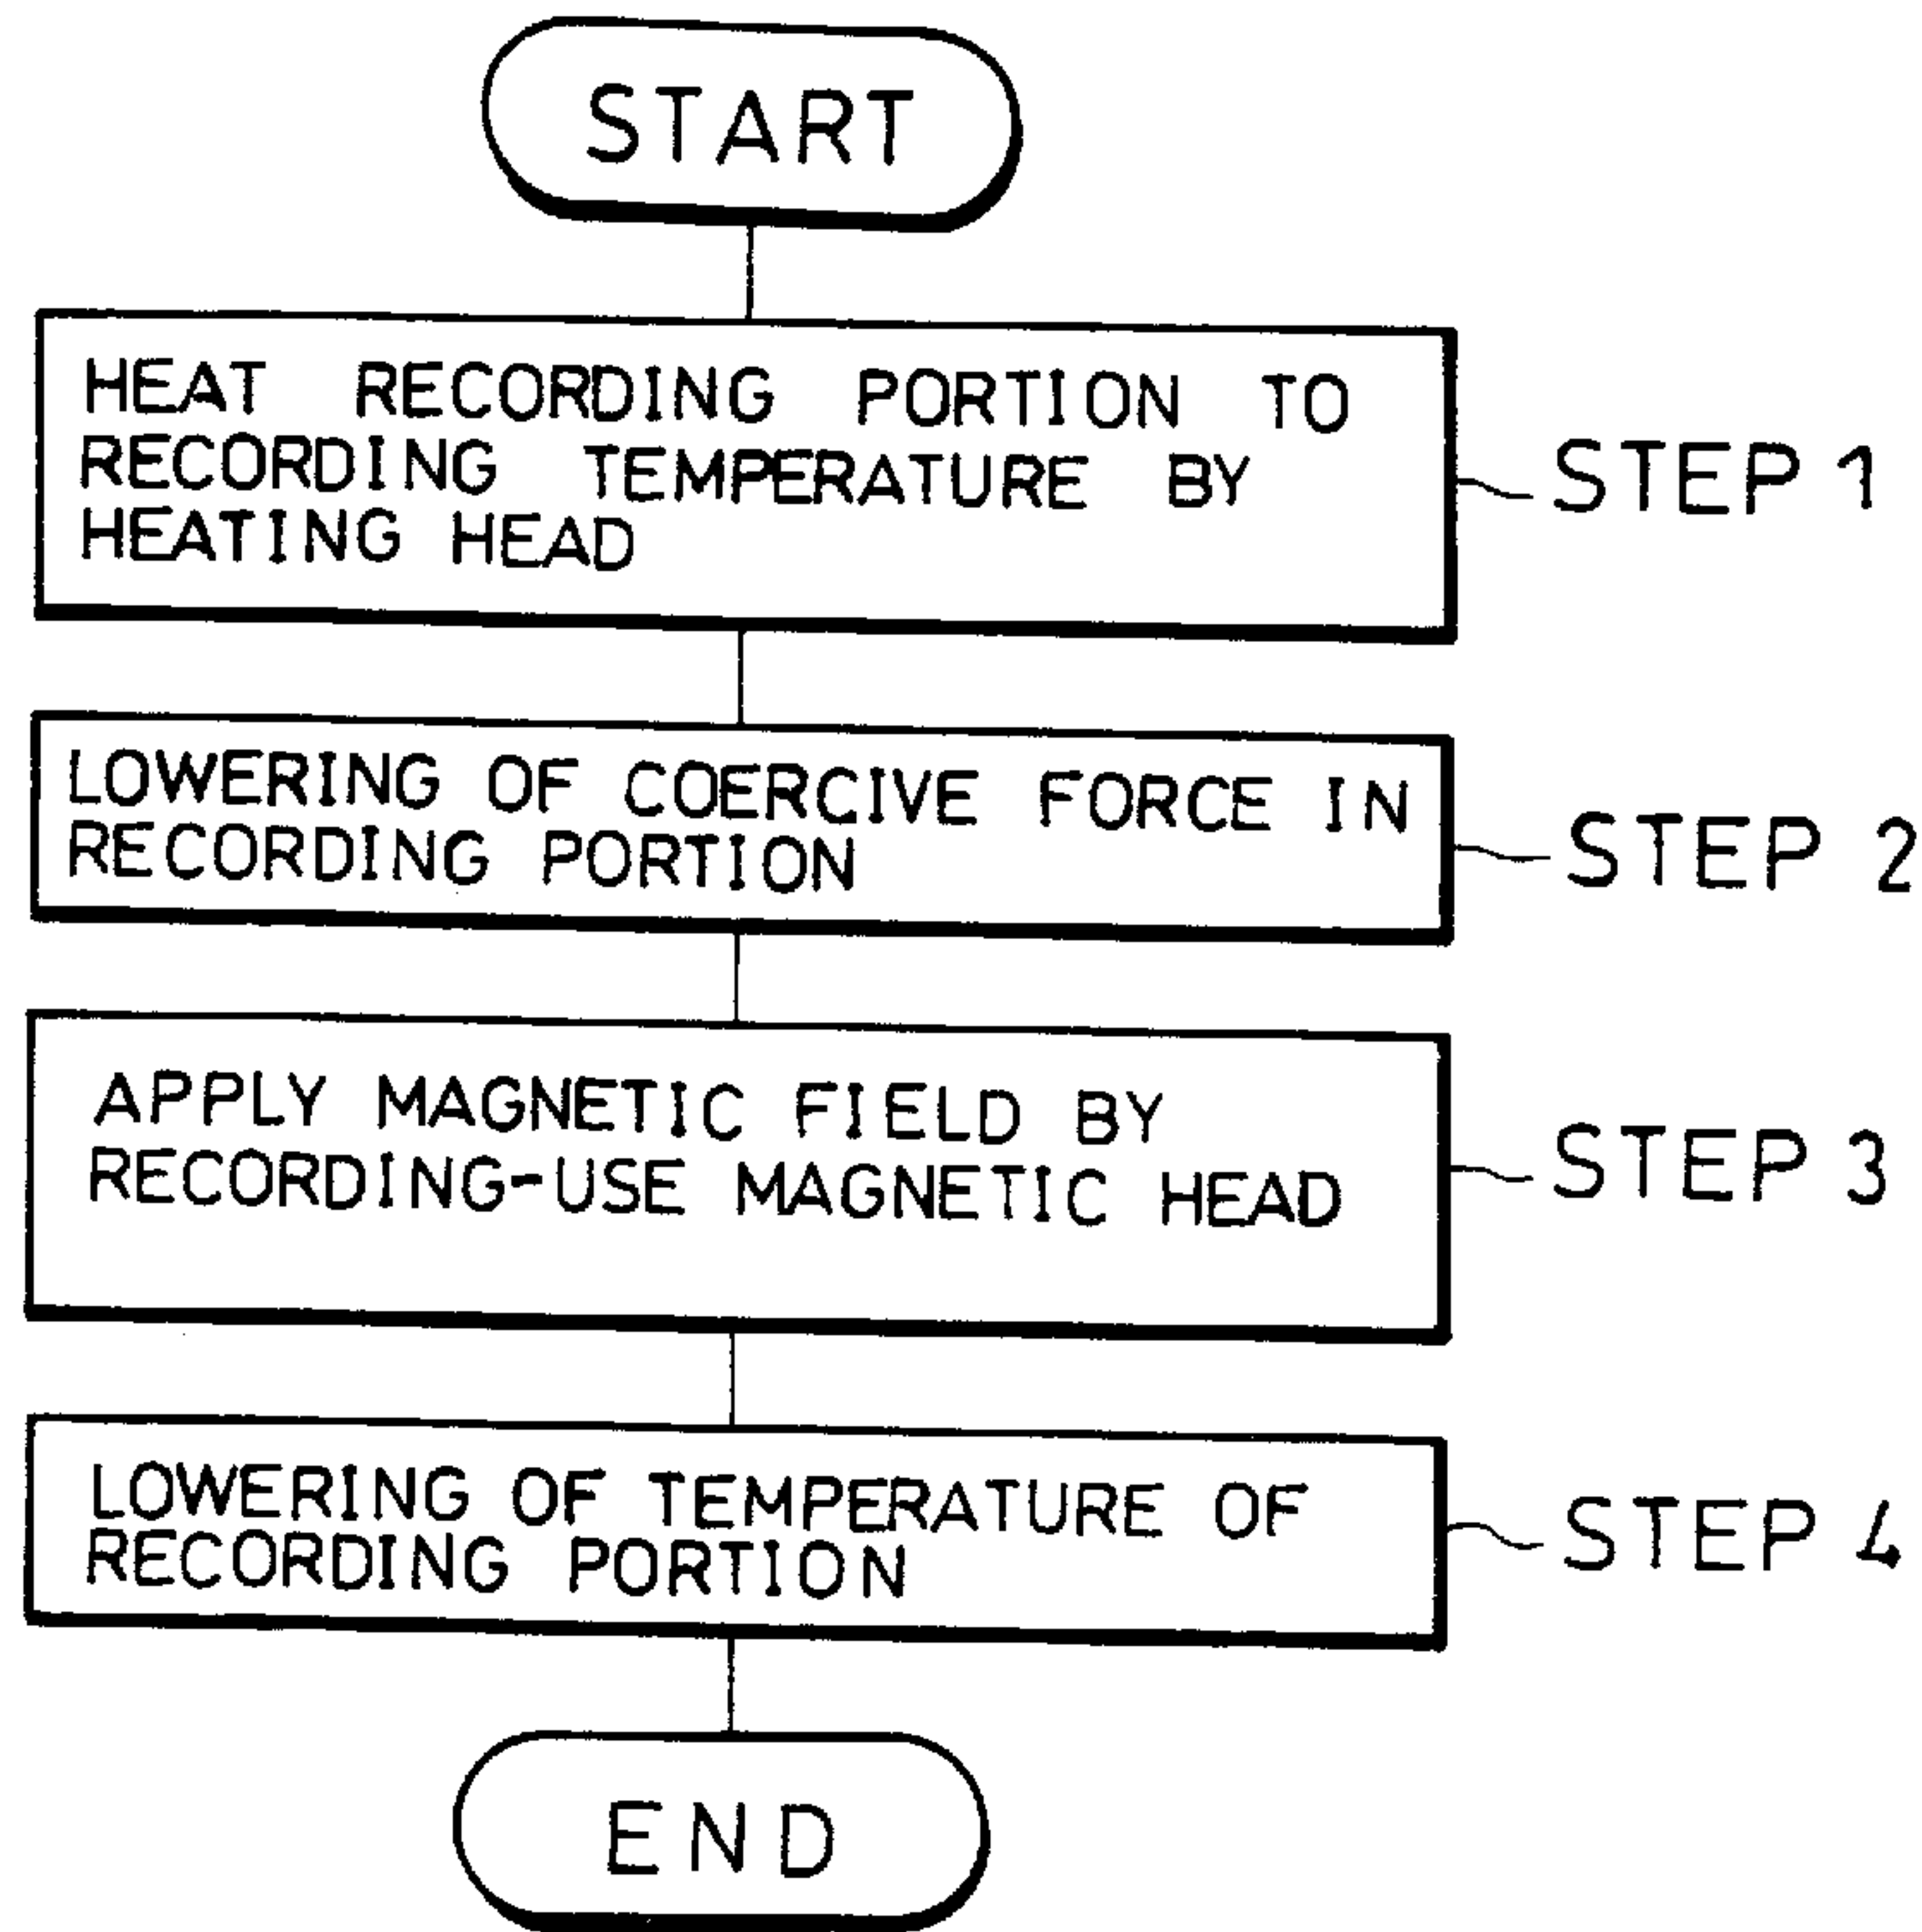 START
HEAT RECORDING PORTION TO
RECORDING TEMPERATURE BY
HEATING HEAD
STEP 1
LOWERING OF COERCIVE FORCE IN
RECORDING PORTION
STEP 2
APPLY MAGNETIC FIELD BY
RECORDING-USE MAGNETIC HEAD
STEP 3
LOWERING OF TEMPERATURE OF
RECORDING PORTION
STEP 4
END